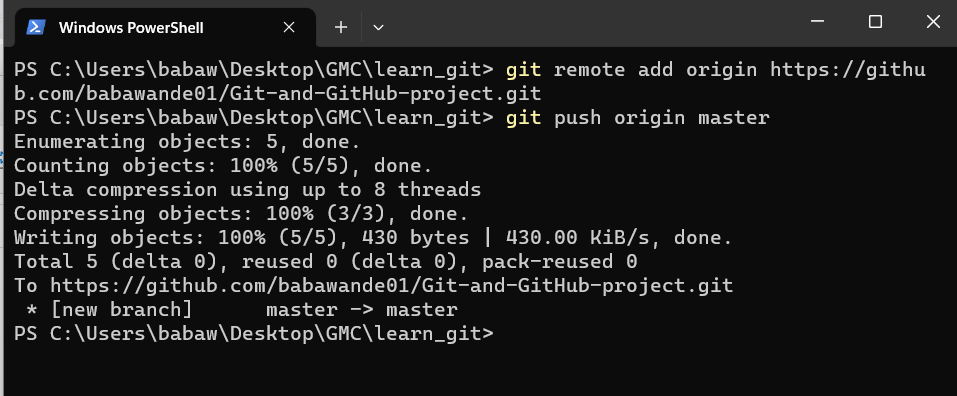 Windows PowerShell
PS C:\Users\babaw\Desktop\GMC\learn_git> git remote add origin https://githu
b.com/babawande01/Git-and-GitHub-project.git
PS C:\Users\babaw\Desktop\GMC\learn_git> git push origin master
Enumerating objects: 5, done.
Counting objects: 100% (5/5), done.
Delta compression using up to 8 threads
Compressing objects: 100% (3/3), done.
Writing objects: 100% (5/5), 430 bytes | 430.00 KiB/s, done.
Total 5 (delta 0), reused 0 (delta 0), pack-reused 0
To https://github.com/babawande01/Git-and-GitHub-project.git
 * [new branch]      master -> master
PS C:\Users\babaw\Desktop\GMC\learn_git>